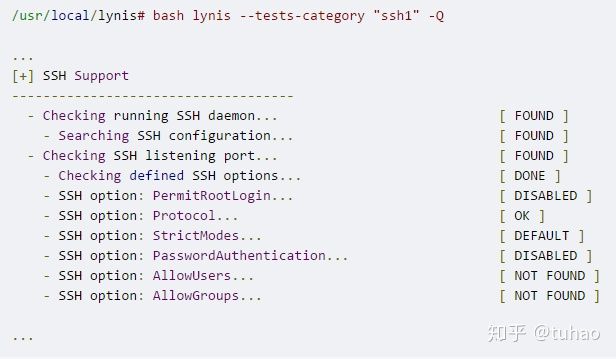 /usr/local/lynis# bash lynis --tests-category "ssh1" -Q
...
[+] SSH Support
------------------------------------
- Checking running SSH daemon... [ FOUND ]
- Searching SSH configuration... [ FOUND ]
- Checking SSH listening port... [ FOUND ]
- Checking defined SSH options... [ DONE ]
- SSH option: PermitRootLogin... [ DISABLED ]
- SSH option: Protocol... [ OK ]
- SSH option: StrictModes... [ DEFAULT ]
- SSH option: PasswordAuthentication... [ DISABLED ]
- SSH option: AllowUsers... [ NOT FOUND ]
- SSH option: AllowGroups... [ NOT FOUND ]
...
知乎 @tuhao